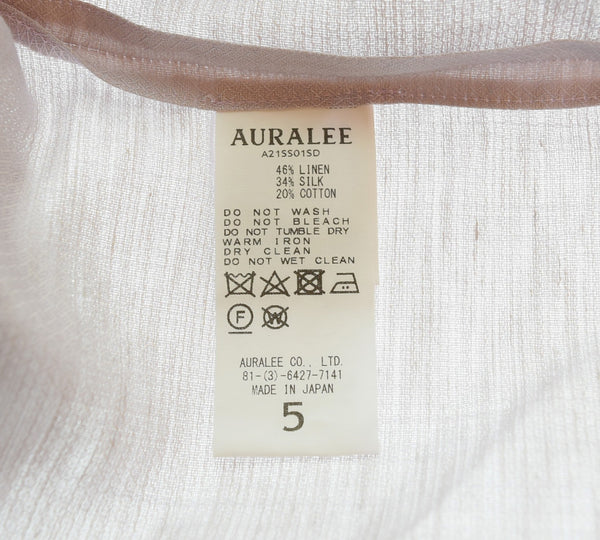 AURALEE
A21SS01SD
46% LINEN
34% SILK
20% COTTON
DO NOT WASH
DO NOT BLEACH
DO NOT TUMBLE DRY
WARM IRON
DRY CLEAN
DO NOT WET CLEAN
F W
AURALEE CO., LTD.
81-(3)-6427-7141
MADE IN JAPAN
5